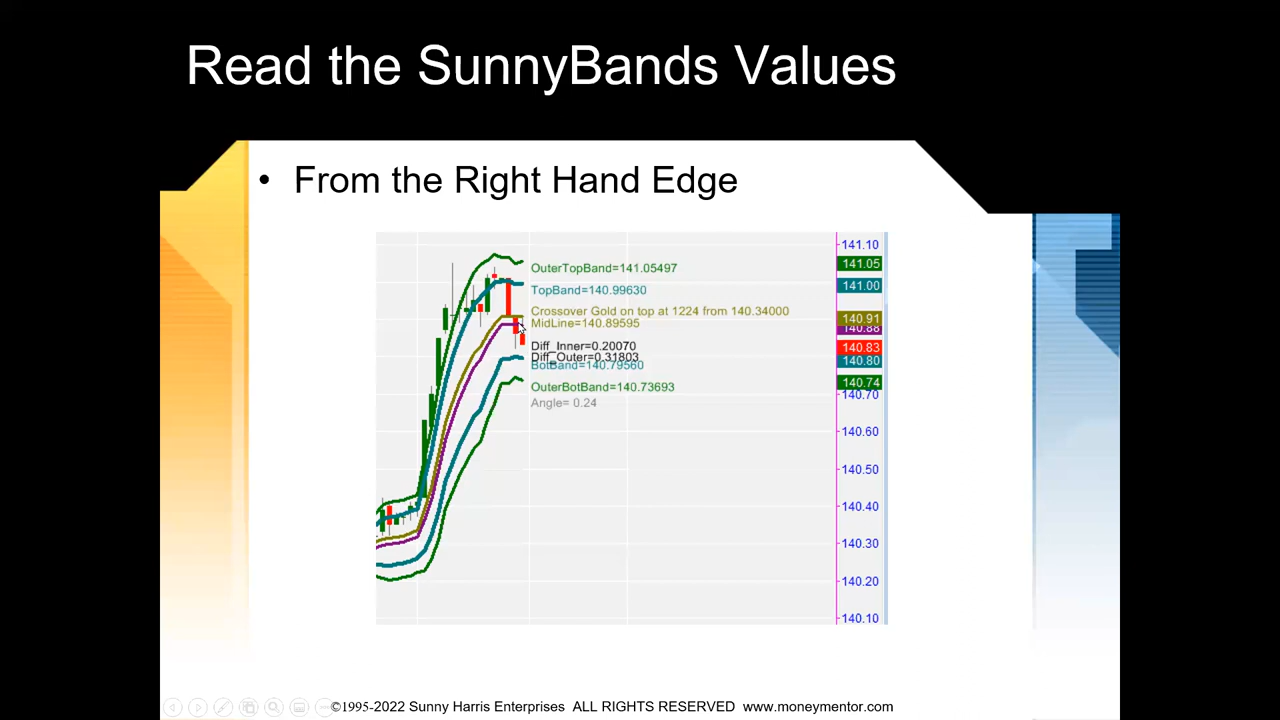 Read the SunnyBands Values
• From the Right Hand Edge
OuterTopBand=141.05497
TopBand=140.99630
Crossover Gold on top at 1224 from 140.34000
MidLine=140.89595
Diff_Inner=0.20070
Diff_Outer=0.31803
BotBand=140.79560
OuterBotBand=140.73693
Angle= 0.24
141.10
141.05
141.00
140.91
140.88
140.83
140.80
140.74
140.70
140.60
140.50
140.40
140.30
140.20
140.10
©1995-2022 Sunny Harris Enterprises ALL RIGHTS RESERVED www.moneymentor.com